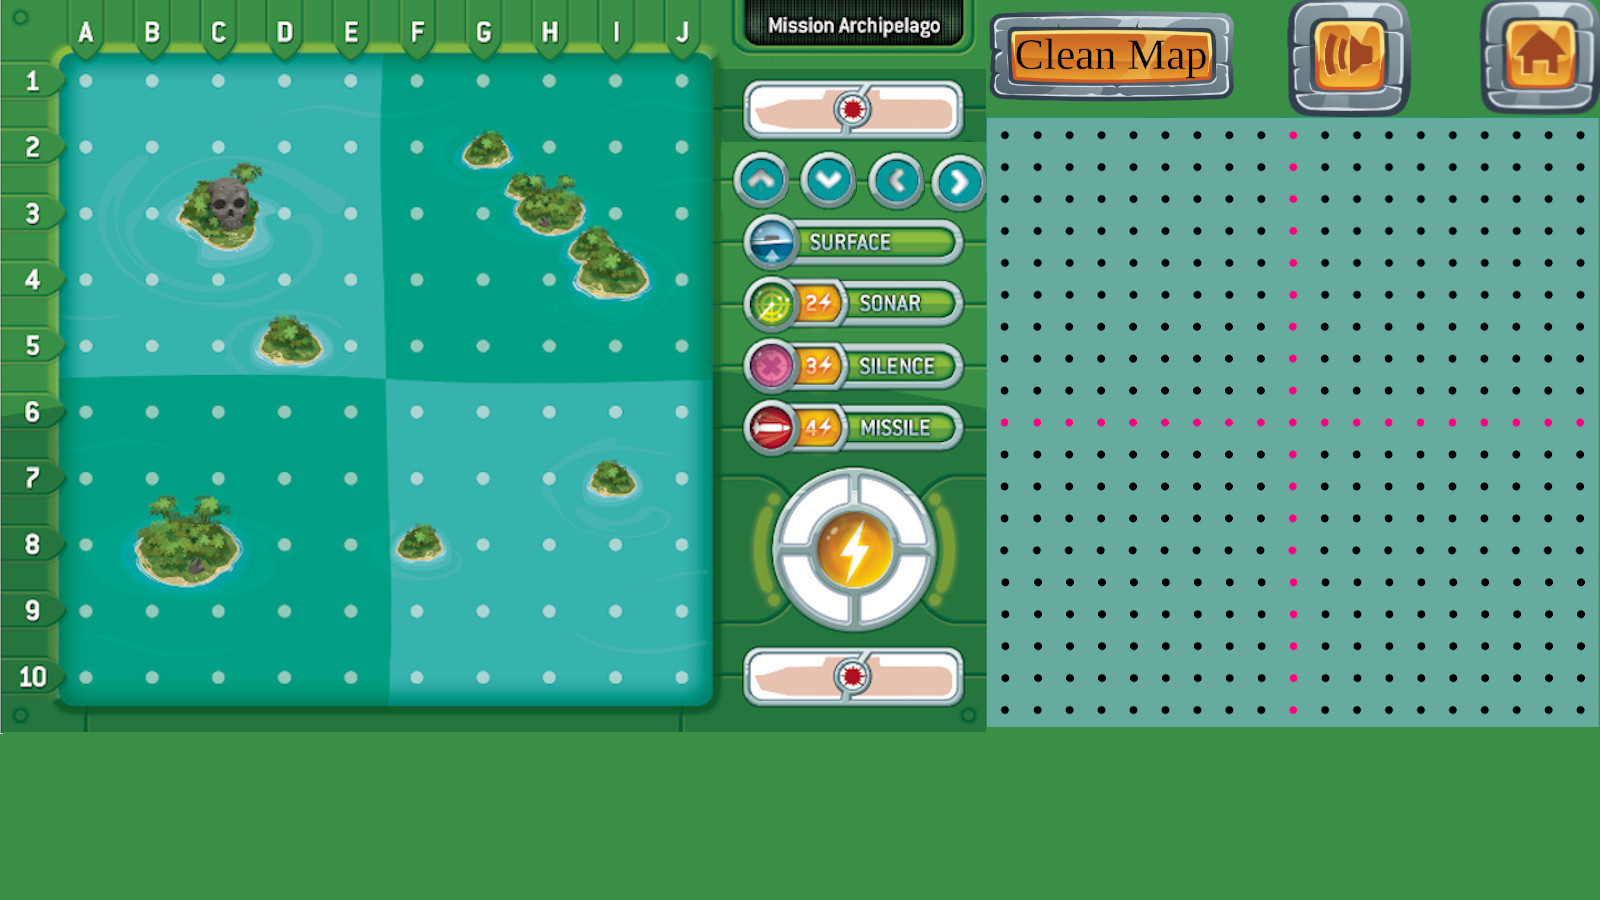 A B C D E F G H I J
Mission Archipelago
Clean Map
1
2
3
4
5
6
7
8
9
10
SURFACE
2 SONAR
3 SILENCE
4 MISSILE